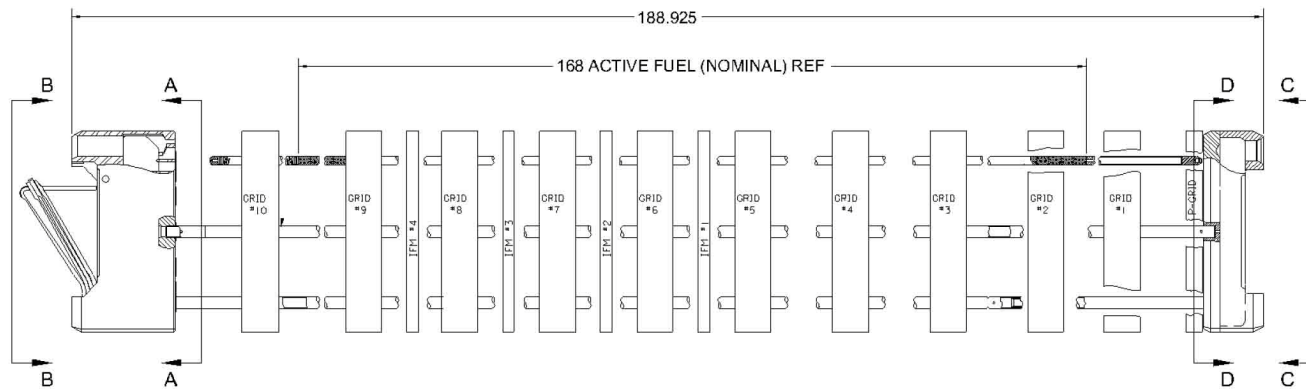 188.925
168 ACTIVE FUEL (NOMINAL) REF
B
A
D
C
GRID
#10
GRID
#9
IFM #4
GRID
#8
IFM #3
GRID
#7
IFM #2
GRID
#6
IFM #1
GRID
#5
GRID
#4
GRID
#3
GRID
#2
GRID
#1
P-GRID
B
A
D
C